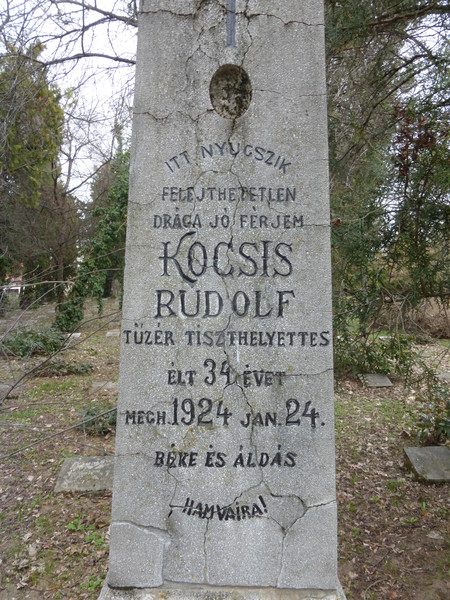 ITT NYUGSZIK
FELEJTHETETLEN
DRÁGA JÓ FÉRJEM
KOCSIS
RUDOLF
TÜZÉR TISZTHELYETTES
ÉLT 34 ÉVET
MEGH. 1924 JAN. 24.
BÉKE ÉS ÁLDÁS
HAMVAIRA!